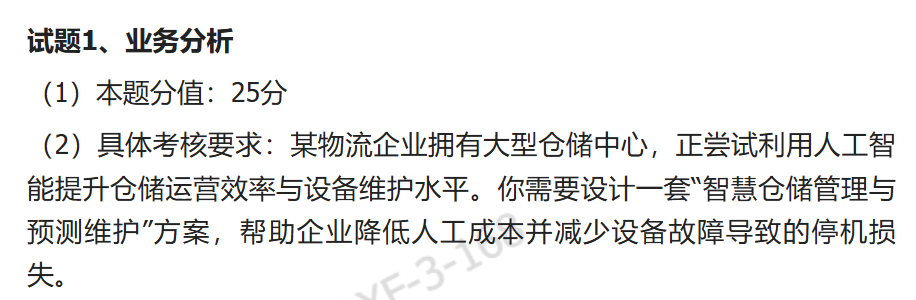 试题1、业务分析
（1）本题分值：25分
（2）具体考核要求：某物流企业拥有大型仓储中心，正尝试利用人工智
能提升仓储运营效率与设备维护水平。你需要设计一套“智慧仓储管理与
预测维护”方案，帮助企业降低人工成本并减少设备故障导致的停机损
失。